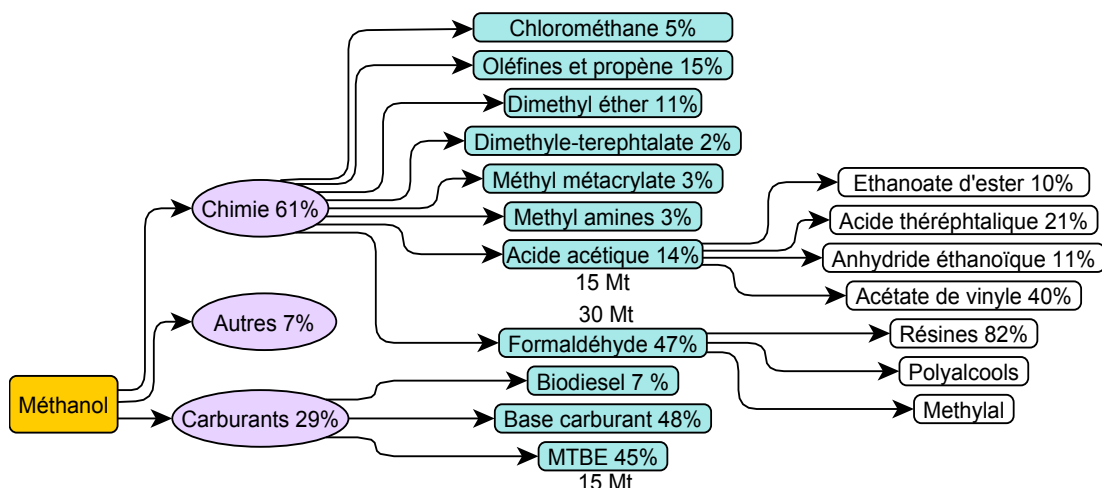 Chlorométhane 5%
Oléfines et propène 15%
Dimethyl éther 11%
Dimethyle-terephtalate 2%
Méthyl métacrylate 3%
Ethanoate d'ester 10%
Chimie 61%
Methyl amines 3%
Acide théréphtalique 21%
Acide acétique 14%
Anhydride éthanoïque 11%
15 Mt
Acétate de vinyle 40%
30 Mt
Autres 7%
Formaldéhyde 47%
Résines 82%
Biodiesel 7 %
Polyalcools
Méthanol
Carburants 29%
Base carburant 48%
Methylal
MTBE 45%
15 Mt